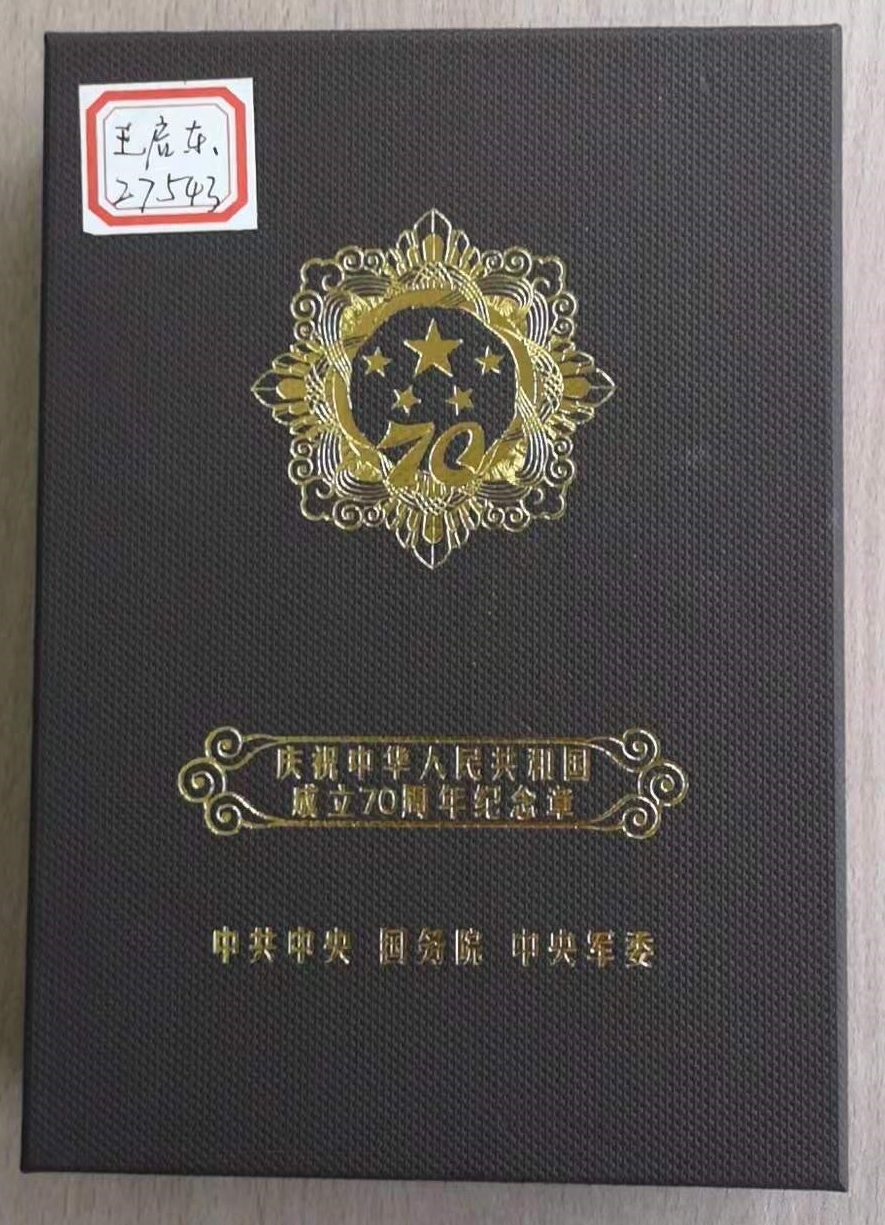 王启东、
27543
70
庆祝中华人民共和国
成立70周年纪念章
中共中央 国务院 中央军委